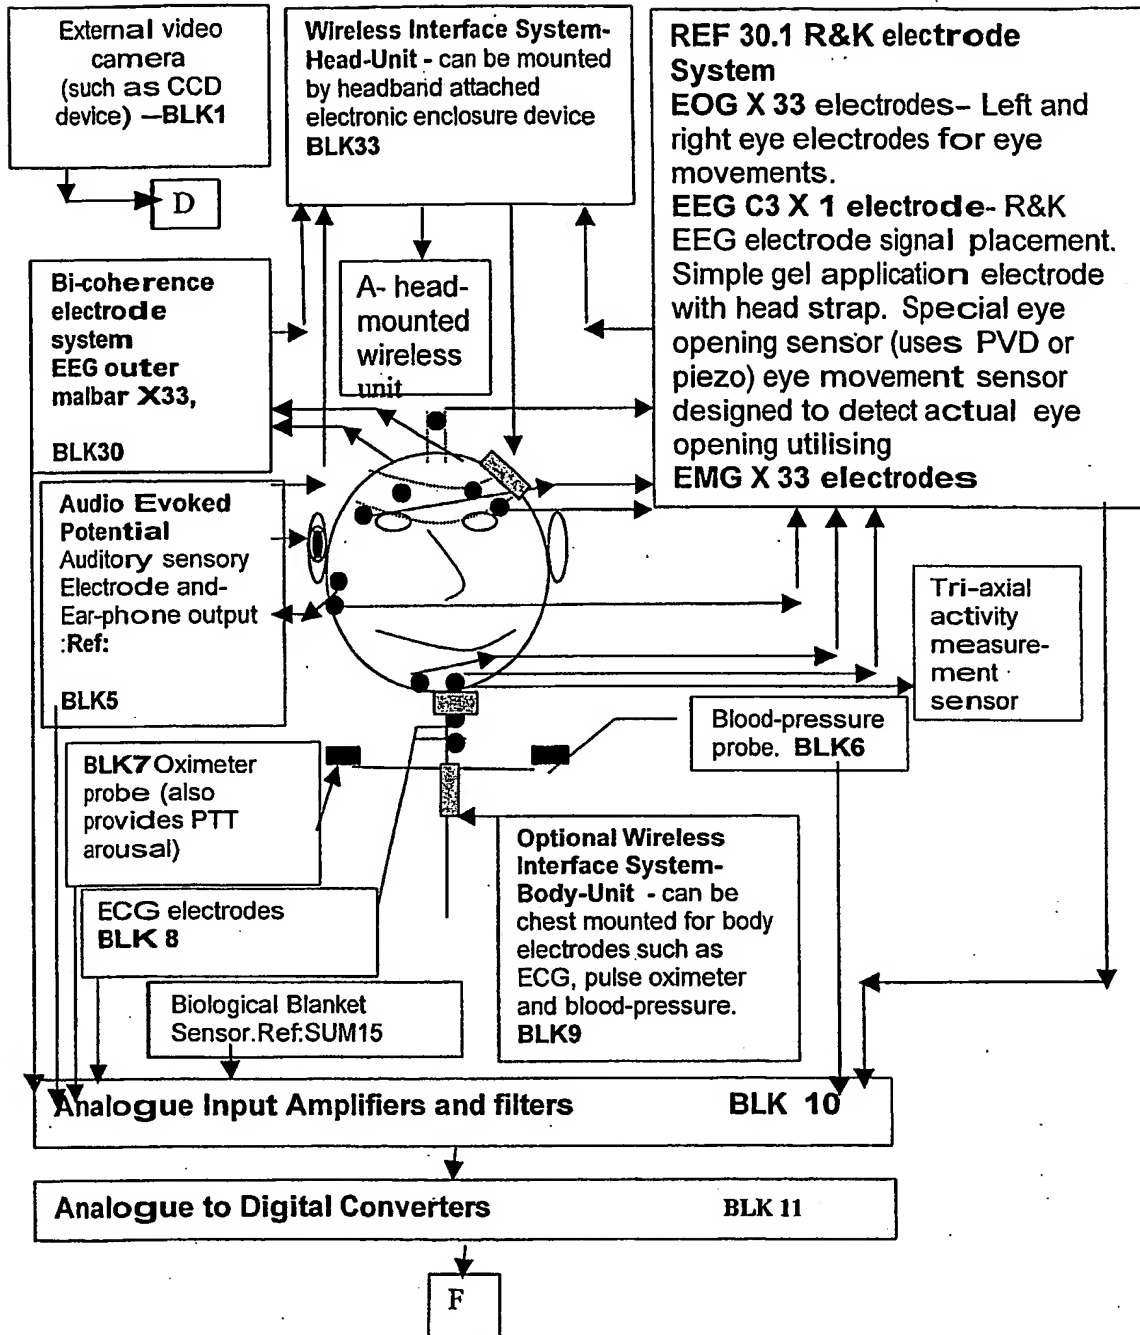 External video
camera
(such as CCD
device) –BLK1
D
Wireless Interface System-
Head-Unit - can be mounted
by headband attached
electronic enclosure device
BLK33
REF 30.1 R&K electrode
System
EOG X 33 electrodes– Left and
right eye electrodes for eye
movements.
EEG C3 X 1 electrode- R&K
EEG electrode signal placement.
Simple gel application electrode
with head strap. Special eye
opening sensor (uses PVD or
piezo) eye movement sensor
designed to detect actual eye
opening utilising
EMG X 33 electrodes
Bi-coherence
electrode
system
EEG outer
malbar X33,
BLK30
A- head-
mounted
wireless
unit
Audio Evoked
Potential
Auditory sensory
Electrode and-
Ear-phone output
:Ref:
BLK5
Tri-axial
activity
measure-
ment
sensor
Blood-pressure
probe. BLK6
BLK7 Oximeter
probe (also
provides PTT
arousal)
ECG electrodes
BLK 8
Optional Wireless
Interface System-
Body-Unit - can be
chest mounted for body
electrodes such as
ECG, pulse oximeter
and blood-pressure.
BLK9
Biological Blanket
Sensor.Ref:SUM15
Analogue Input Amplifiers and filters BLK 10
Analogue to Digital Converters BLK 11
F